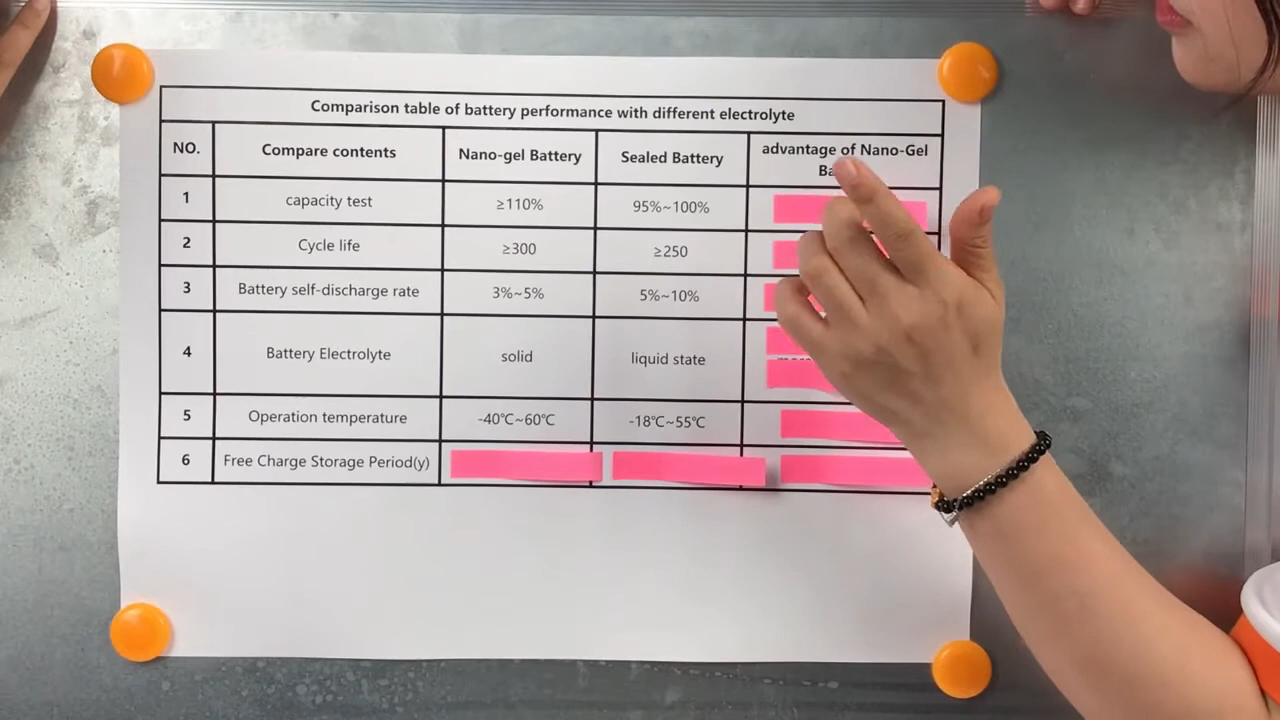 Comparison table of battery performance with different electrolyte
NO. Compare contents Nano-gel Battery Sealed Battery advantage of Nano-Gel
1 capacity test ≥110% 95%~100%
2 Cycle life ≥300 ≥250
3 Battery self-discharge rate 3%~5% 5%~10%
4 Battery Electrolyte solid liquid state
5 Operation temperature -40℃~60℃ -18℃~55℃
6 Free Charge Storage Period(y)